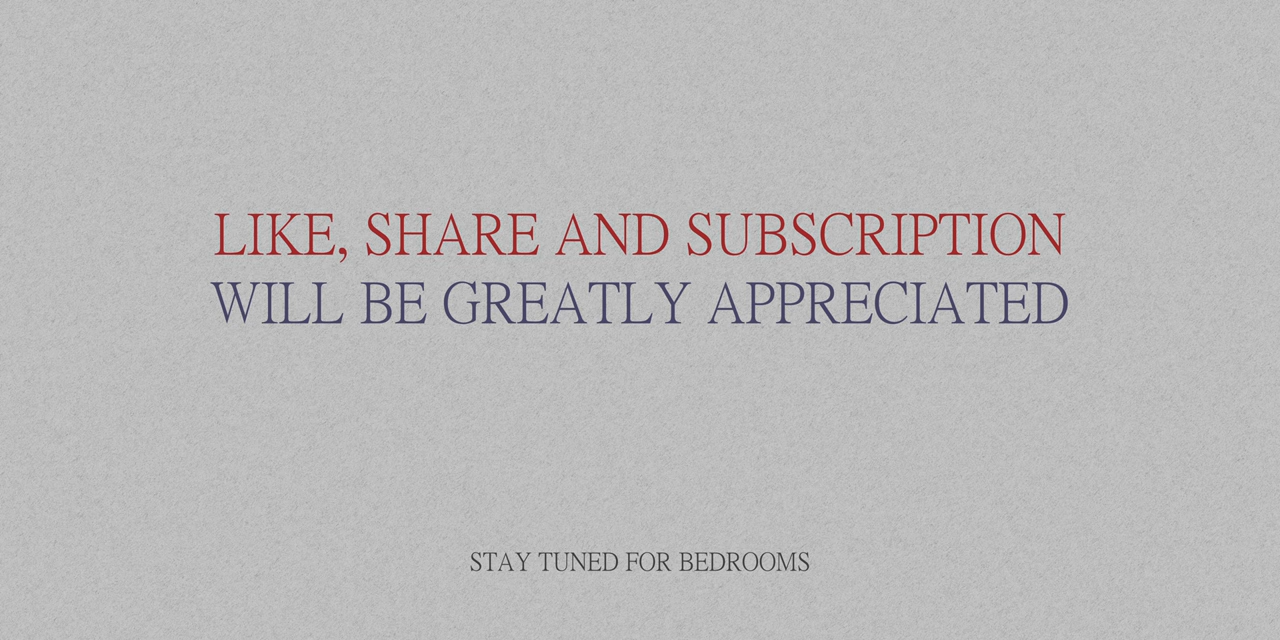 LIKE, SHARE AND SUBSCRIPTION
WILL BE GREATLY APPRECIATED
STAY TUNED FOR BEDROOMS